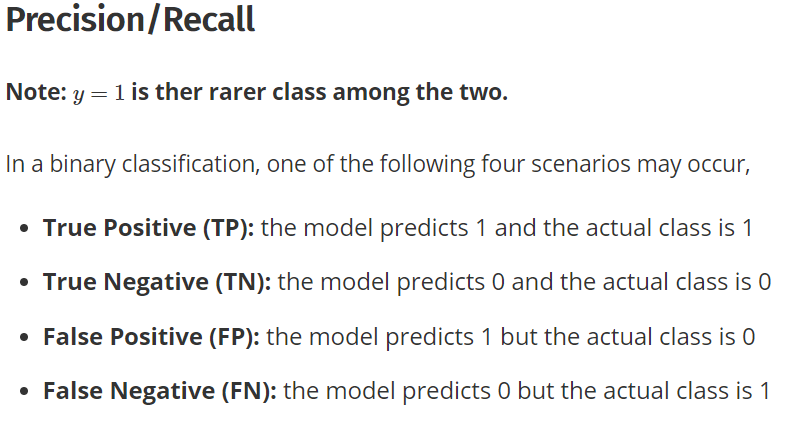 Precision/Recall
Note: y = 1 is ther rarer class among the two.
In a binary classification, one of the following four scenarios may occur,
• True Positive (TP): the model predicts 1 and the actual class is 1
• True Negative (TN): the model predicts 0 and the actual class is 0
• False Positive (FP): the model predicts 1 but the actual class is 0
• False Negative (FN): the model predicts 0 but the actual class is 1